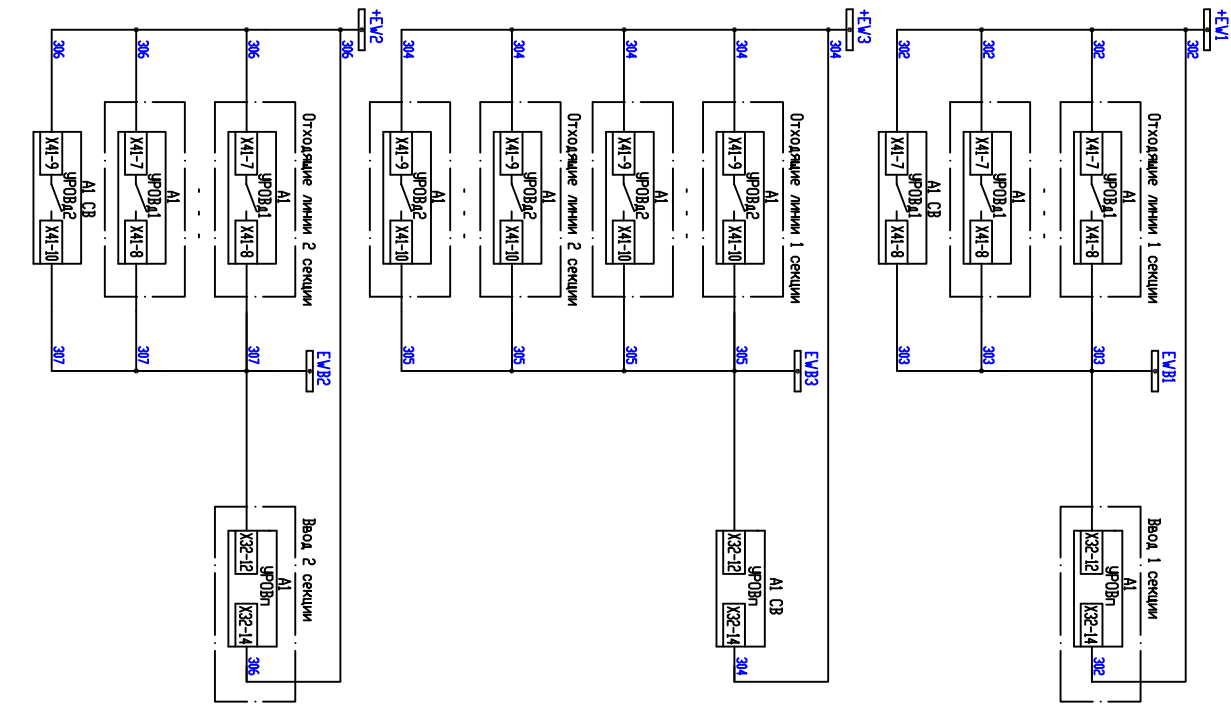 +EW1
302
EWB1
Отходящие линии 1 секции
Ввод 1 секции
A1
УРОВд1
302
X41-7
X41-8
303
A1
УРОВп
X32-12
X32-14
302
A1
УРОВд1
302
X41-7
X41-8
303
A1 СВ
УРОВд1
302
X41-7
X41-8
303
+EW3
304
EWB3
Отходящие линии 1 секции
A1
УРОВд2
304
X41-9
X41-10
305
A1 СВ
УРОВп
X32-12
X32-14
304
A1
УРОВд2
304
X41-9
X41-10
305
Отходящие линии 2 секции
A1
УРОВд2
304
X41-9
X41-10
305
A1
УРОВд2
304
X41-9
X41-10
305
+EW2
306
EWB2
Отходящие линии 2 секции
Ввод 2 секции
A1
УРОВд1
306
X41-7
X41-8
307
A1
УРОВп
X32-12
X32-14
306
A1
УРОВд1
306
X41-7
X41-8
307
A1 СВ
УРОВд2
306
X41-9
X41-10
307